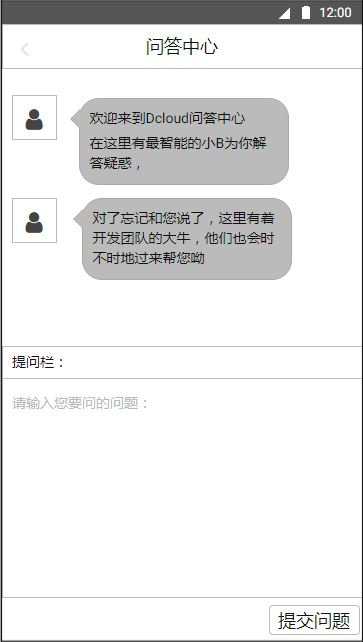 12:00
问答中心
欢迎来到Dcloud问答中心
在这里有最智能的小B为你解
答疑惑，
对了忘记和您说了，这里有着
开发团队的大牛，他们也会时
不时地过来帮您呦
提问栏：
请输入您要问的问题：
提交问题